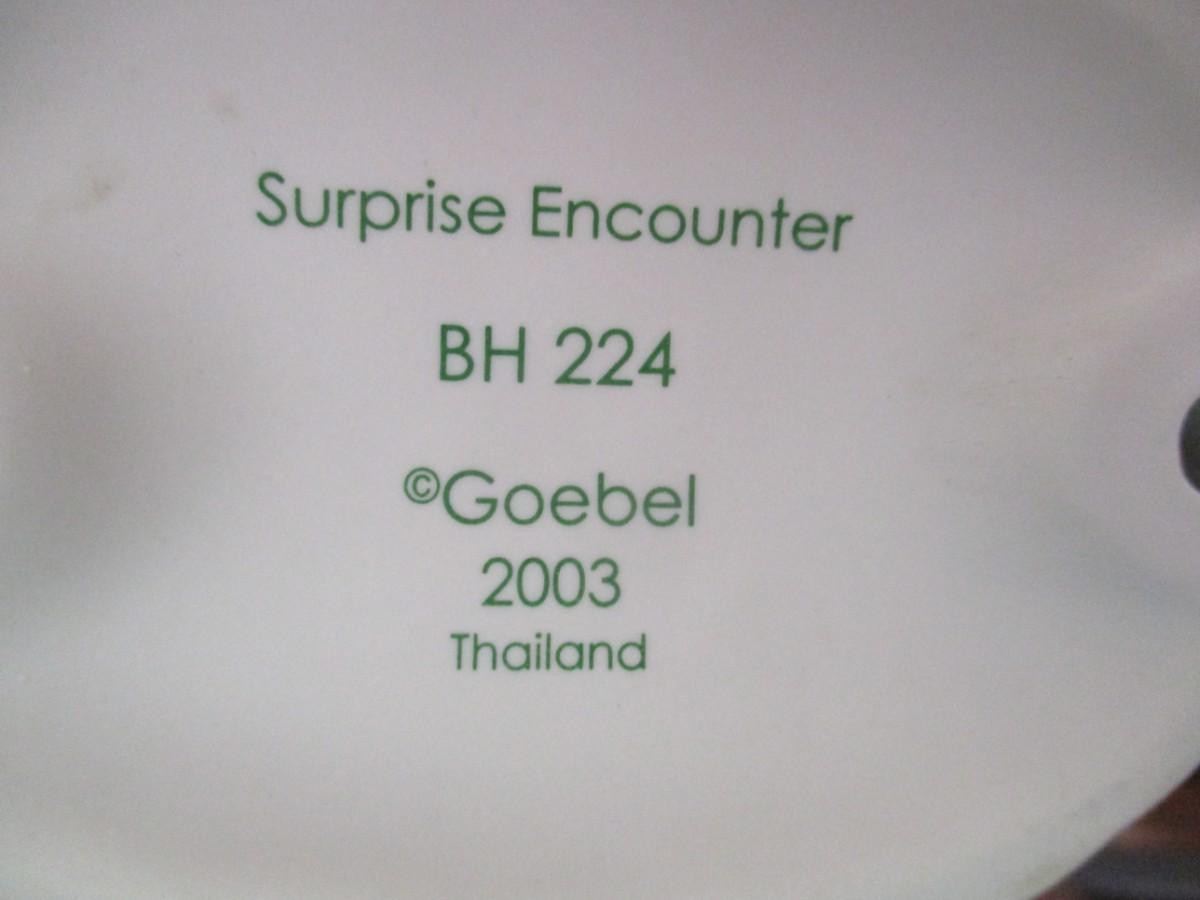 Surprise Encounter
BH 224
©Goebel
2003
Thailand